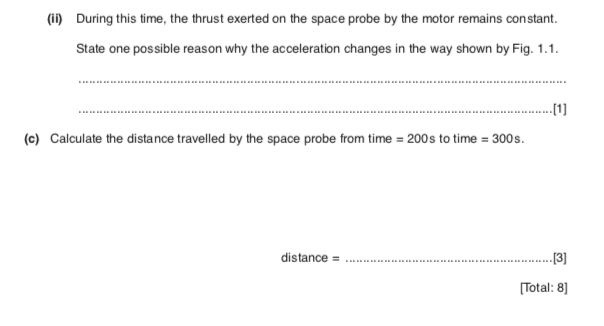 (ii) During this time, the thrust exerted on the space probe by the motor remains constant.
State one possible reason why the acceleration changes in the way shown by Fig. 1.1.
..........................................................................................................................................
......................................................................................................................................[1]
(c) Calculate the distance travelled by the space probe from time = 200s to time = 300s.
distance = ...........................................................[3]
[Total: 8]